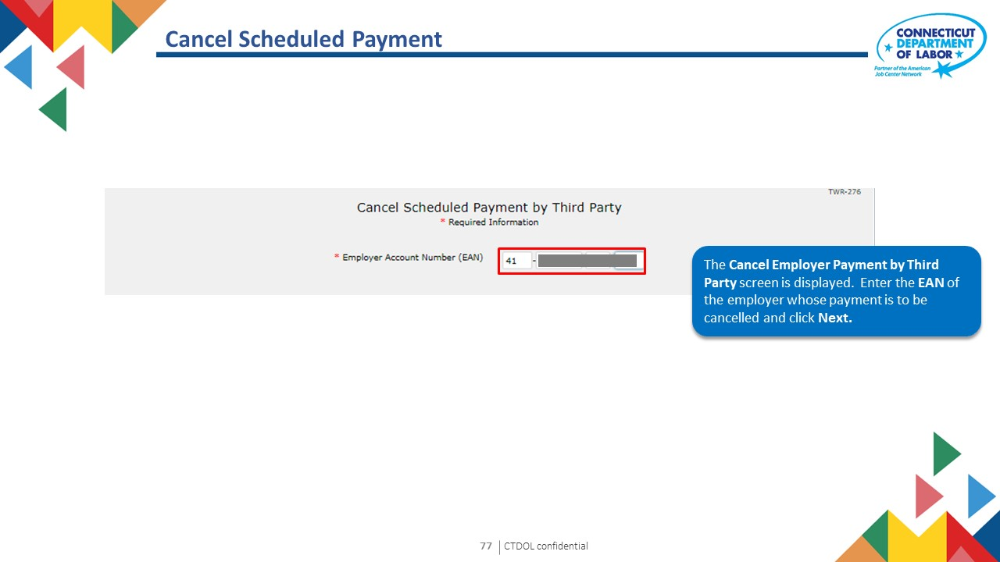 Cancel Scheduled Payment
CONNECTICUT
DEPARTMENT
OF LABOR
Partner of the American
Job Center Network
TWR-276
Cancel Scheduled Payment by Third Party
* Required Information
* Employer Account Number (EAN) 41 -
The Cancel Employer Payment by Third
Party screen is displayed. Enter the EAN of
the employer whose payment is to be
cancelled and click Next.
77 CTDOL confidential